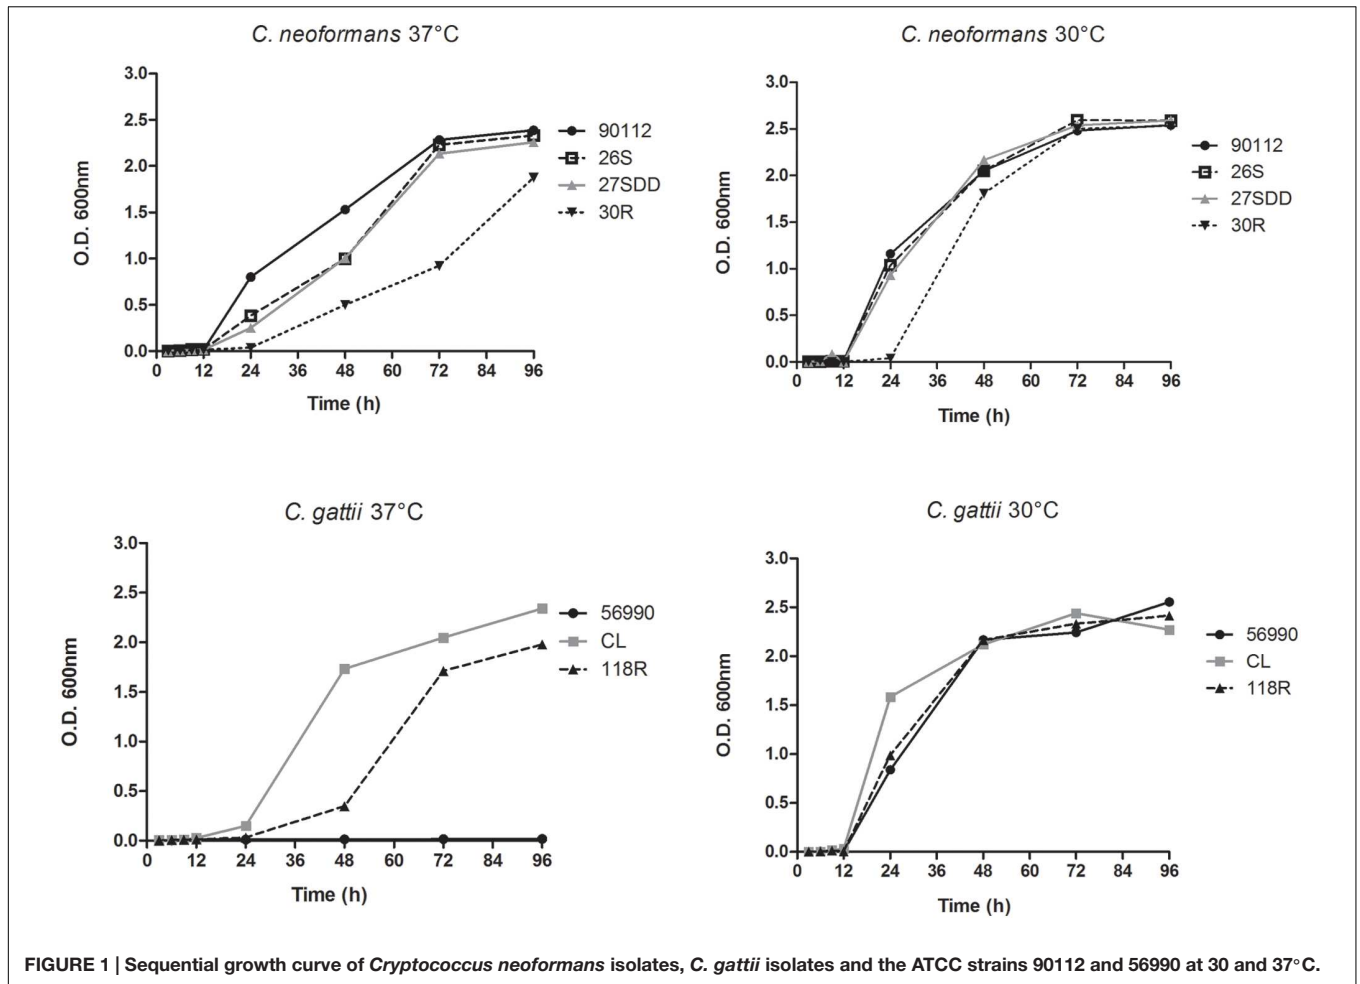 C. neoformans 37°C
3.0
2.5
2.0
1.5
1.0
0.5
0.0
O.D. 600nm
0 12 24 36 48 60 72 84 96
Time (h)
90112
26S
27SDD
30R
C. neoformans 30°C
3.0
2.5
2.0
1.5
1.0
0.5
0.0
O.D. 600nm
0 12 24 36 48 60 72 84 96
Time (h)
90112
26S
27SDD
30R
C. gattii 37°C
3.0
2.5
2.0
1.5
1.0
0.5
0.0
O.D. 600nm
0 12 24 36 48 60 72 84 96
Time (h)
56990
CL
118R
C. gattii 30°C
3.0
2.5
2.0
1.5
1.0
0.5
0.0
O.D. 600nm
0 12 24 36 48 60 72 84 96
Time (h)
56990
CL
118R
FIGURE 1 | Sequential growth curve of Cryptococcus neoformans isolates, C. gattii isolates and the ATCC strains 90112 and 56990 at 30 and 37°C.